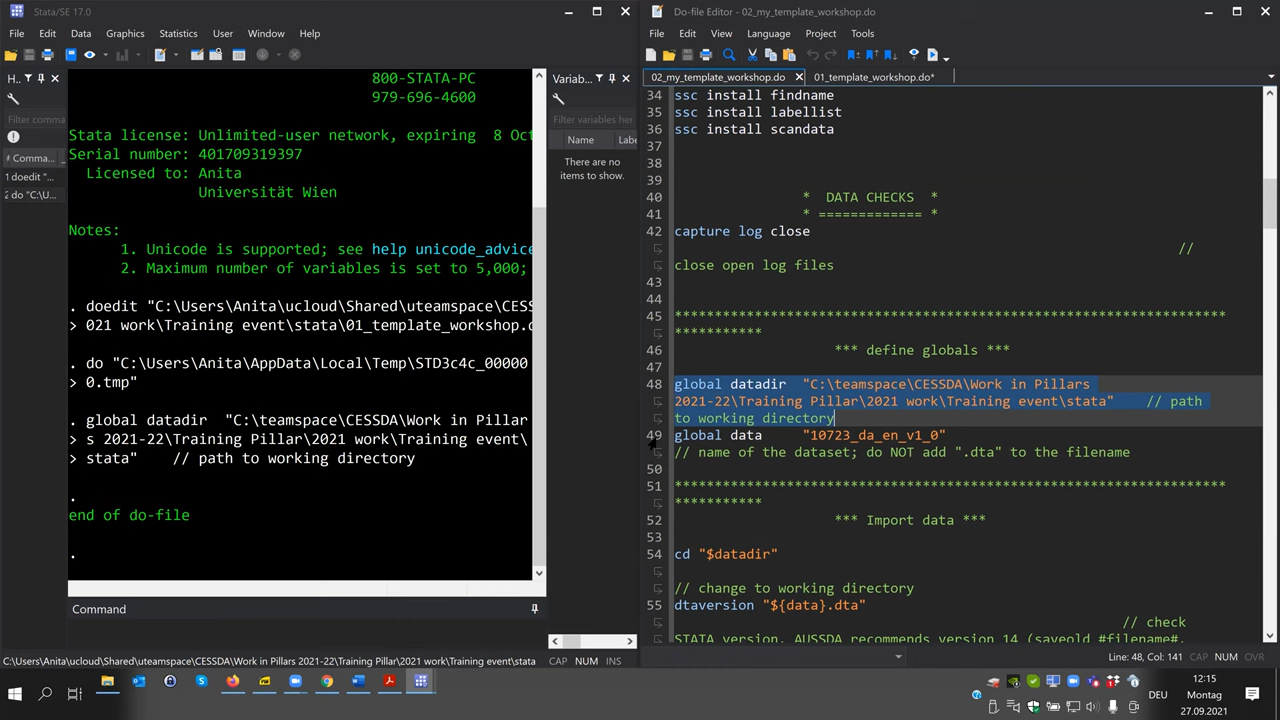 Stata/SE 17.0
File Edit Data Graphics Statistics User Window Help
H..
Filter comma
Comma...
1 doedit "...
2 do "C:\U...
800-STATA-PC
979-696-4600
Stata license: Unlimited-user network, expiring  8 Oct
Serial number: 401709319397
Licensed to: Anita
Universität Wien
Notes:
1. Unicode is supported; see help unicode_advice
2. Maximum number of variables is set to 5,000;
. doedit "C:\Users\Anita\ucloud\Shared\uteamspace\CESS
> 021 work\Training event\stata\01_template_workshop.d
. do "C:\Users\Anita\AppData\Local\Temp\STD3c4c_00000
> 0.tmp"
. global datadir  "C:\teamspace\CESSDA\Work in Pillar
> s 2021-22\Training Pillar\2021 work\Training event\
> stata"    // path to working directory
.
end of do-file
.
Command
Variab...
Filter variables her
Name Labe
There are no
items to show.
C:\Users\Anita\ucloud\Shared\uteamspace\CESSDA\Work in Pillars 2021-22\Training Pillar\2021 work\Training event\stata CAP NUM INS
Do-file Editor - 02_my_template_workshop.do
File Edit View Language Project Tools
02_my_template_workshop.do 01_template_workshop.do*
34 ssc install findname
35 ssc install labellist
36 ssc install scandata
37
38
39
40 *  DATA CHECKS  *
41 * ============= *
42 capture log close
//
close open log files
43
44
45 *************************************************************************
***********
46 *** define globals ***
47
48 global datadir  "C:\teamspace\CESSDA\Work in Pillars
2021-22\Training Pillar\2021 work\Training event\stata"    // path
to working directory
49 global data     "10723_da_en_v1_0"
// name of the dataset; do NOT add ".dta" to the filename
50
51 *************************************************************************
***********
52 *** Import data ***
53
54 cd "$datadir"
// change to working directory
55 dtaversion "${data}.dta"
// check
STATA version, AUSSDA recommends version 14 (saveold #filename#,
Line: 48, Col: 141 CAP NUM OVR
12:15
DEU Montag
27.09.2021